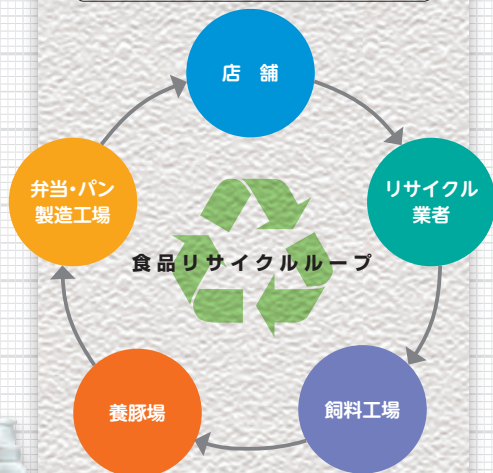 店 舗
リサイクル
業者
飼料工場
養豚場
弁当・パン
製造工場
食品リサイクルループ